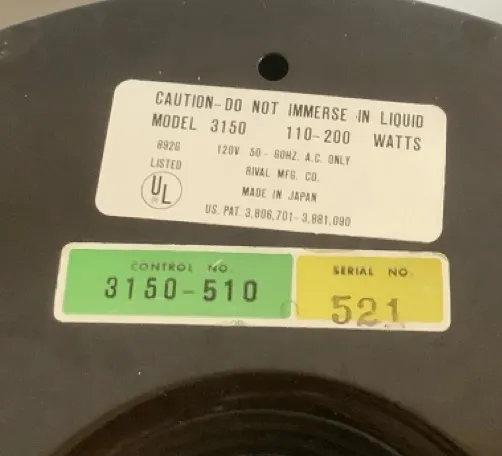 CAUTION-DO NOT IMMERSE IN LIQUID
MODEL 3150 110-200 WATTS
892G 120V 50-60HZ. A.C. ONLY
LISTED RIVAL MFG. CO.
UL MADE IN JAPAN
US. PAT. 3,806,701-3,881,090
CONTROL NO.
3150-510
SERIAL NO.
521